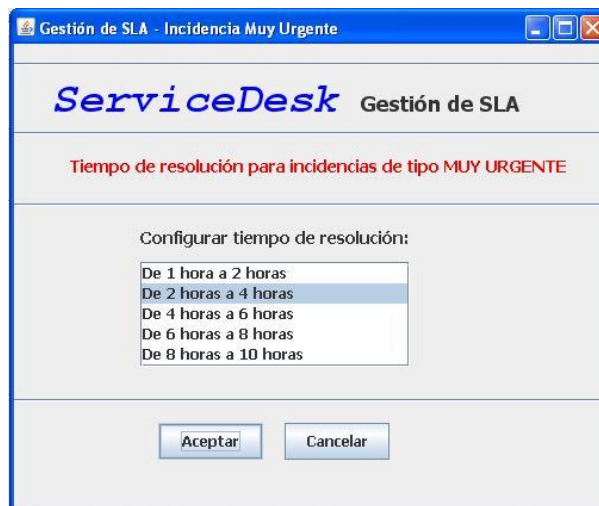 Gestión de SLA - Incidencia Muy Urgente
ServiceDesk Gestión de SLA
Tiempo de resolución para incidencias de tipo MUY URGENTE
Configurar tiempo de resolución:
De 1 hora a 2 horas
De 2 horas a 4 horas
De 4 horas a 6 horas
De 6 horas a 8 horas
De 8 horas a 10 horas
Aceptar Cancelar